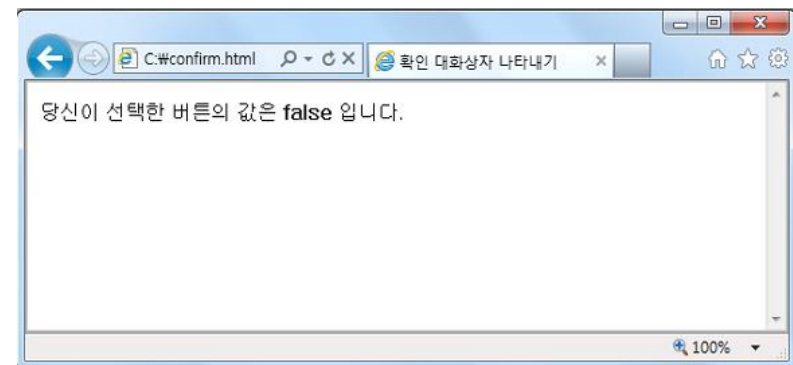 C:₩confirm.html
확인 대화상자 나타내기
당신이 선택한 버튼의 값은 false 입니다.
100%